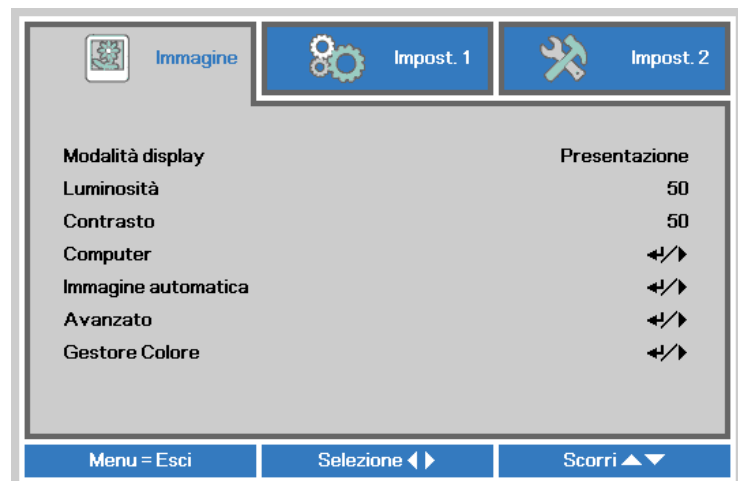 Immagine Impost. 1 Impost. 2
Modalità display Presentazione
Luminosità 50
Contrasto 50
Computer ↵/▶
Immagine automatica ↵/▶
Avanzato ↵/▶
Gestore Colore ↵/▶
Menu = Esci Selezione ◀▶ Scorri ▲▼